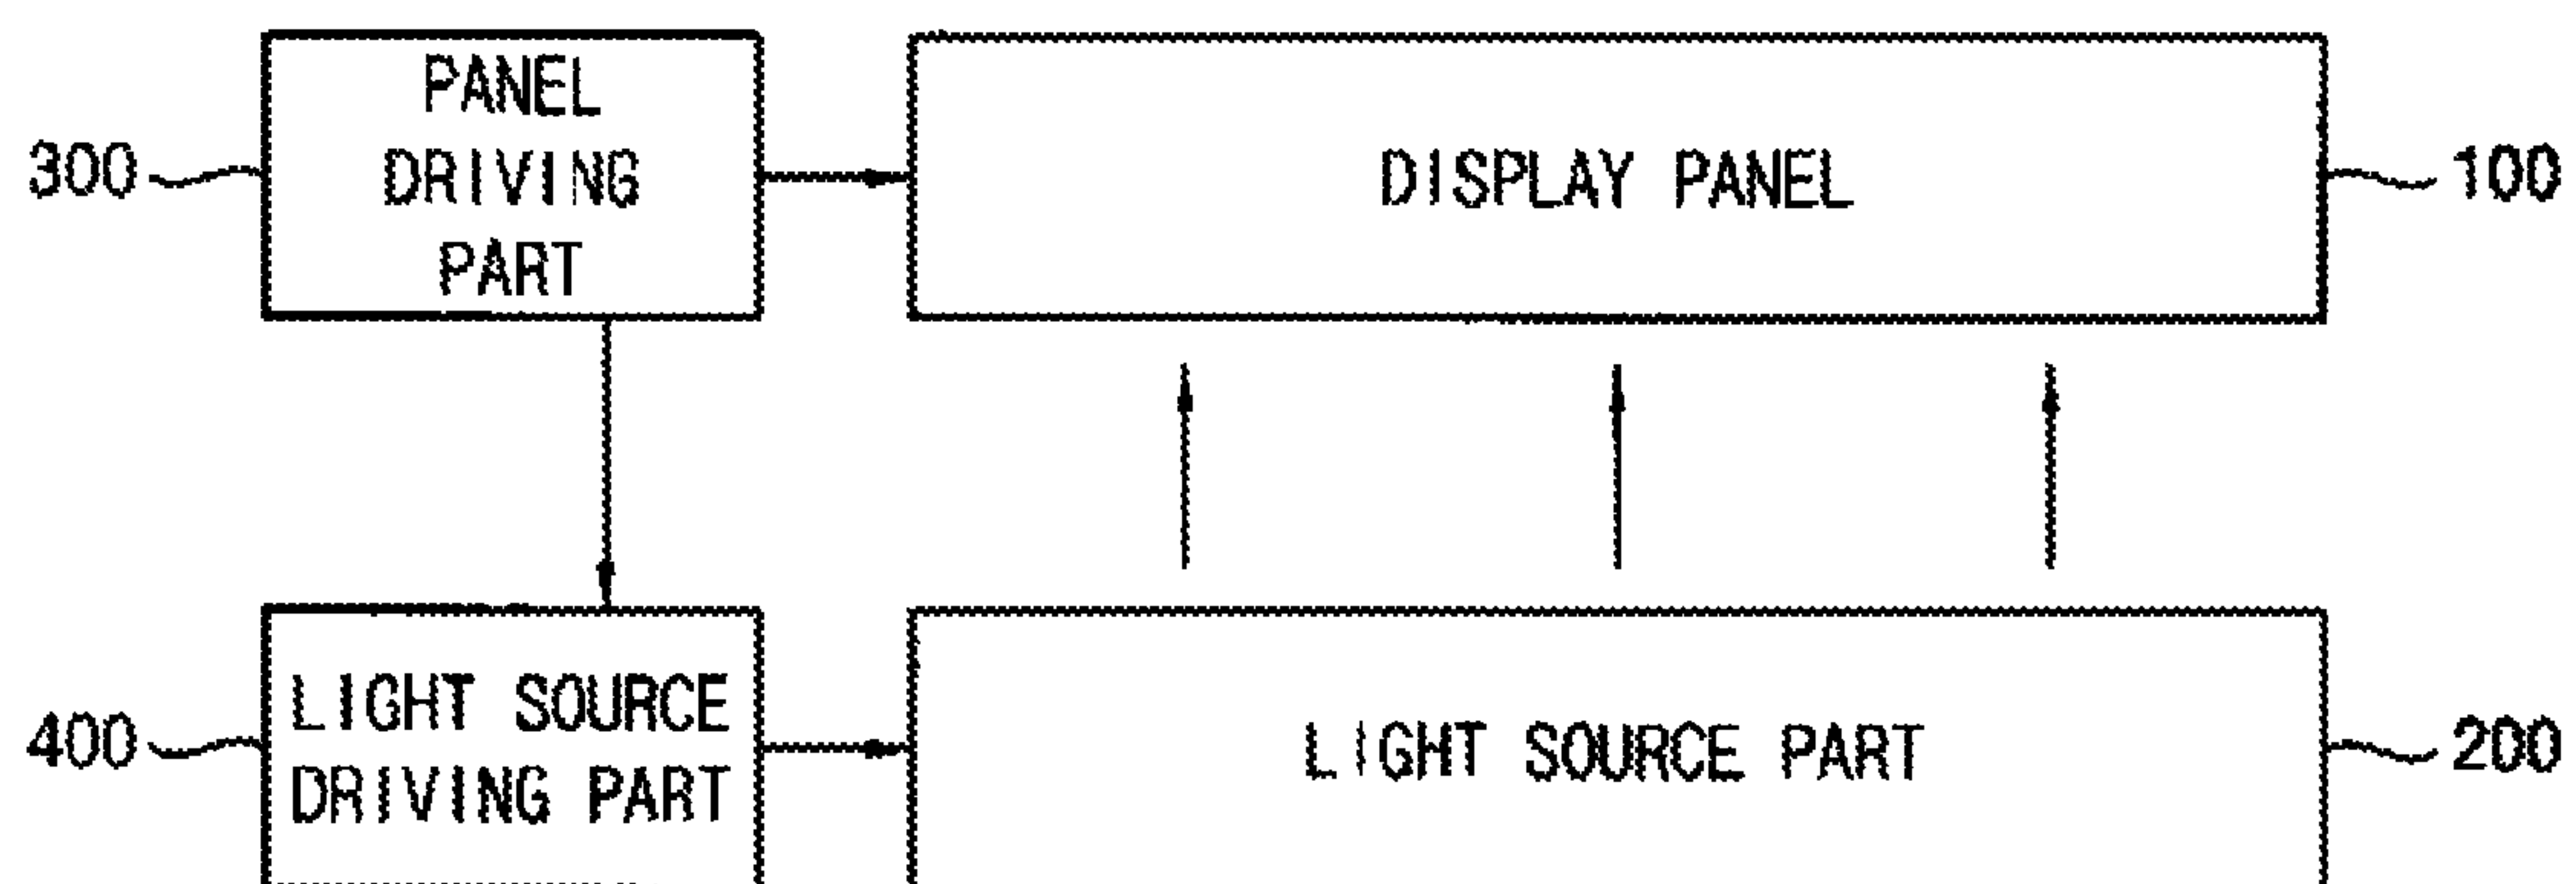 PANEL
DRIVING
PART
300
DISPLAY PANEL
100
LIGHT SOURCE
DRIVING PART
400
LIGHT SOURCE PART
200